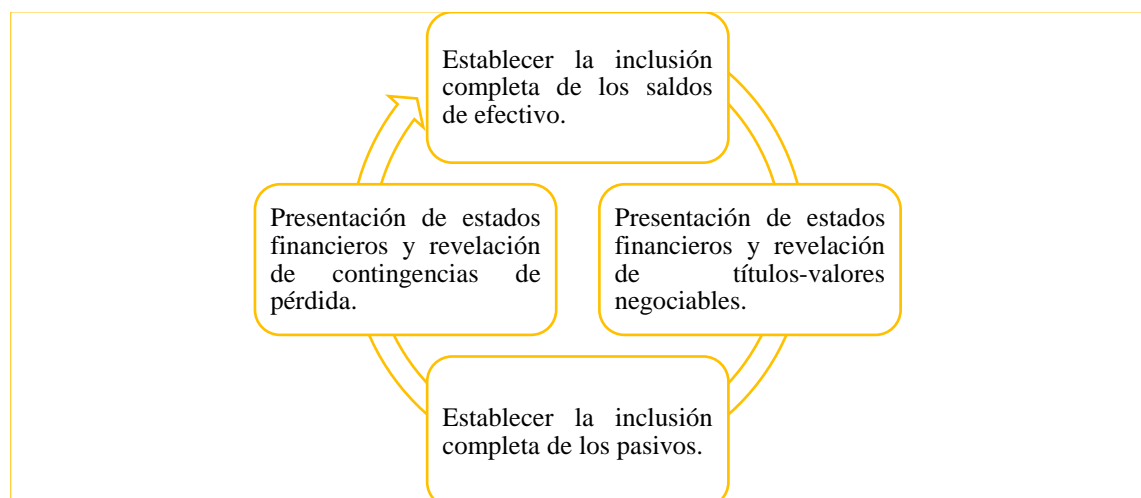 Establecer la inclusión
completa de los saldos
de efectivo.
Presentación de estados
financieros y revelación
de contingencias de
pérdida.
Presentación de estados
financieros y revelación
de títulos-valores
negociables.
Establecer la inclusión
completa de los pasivos.